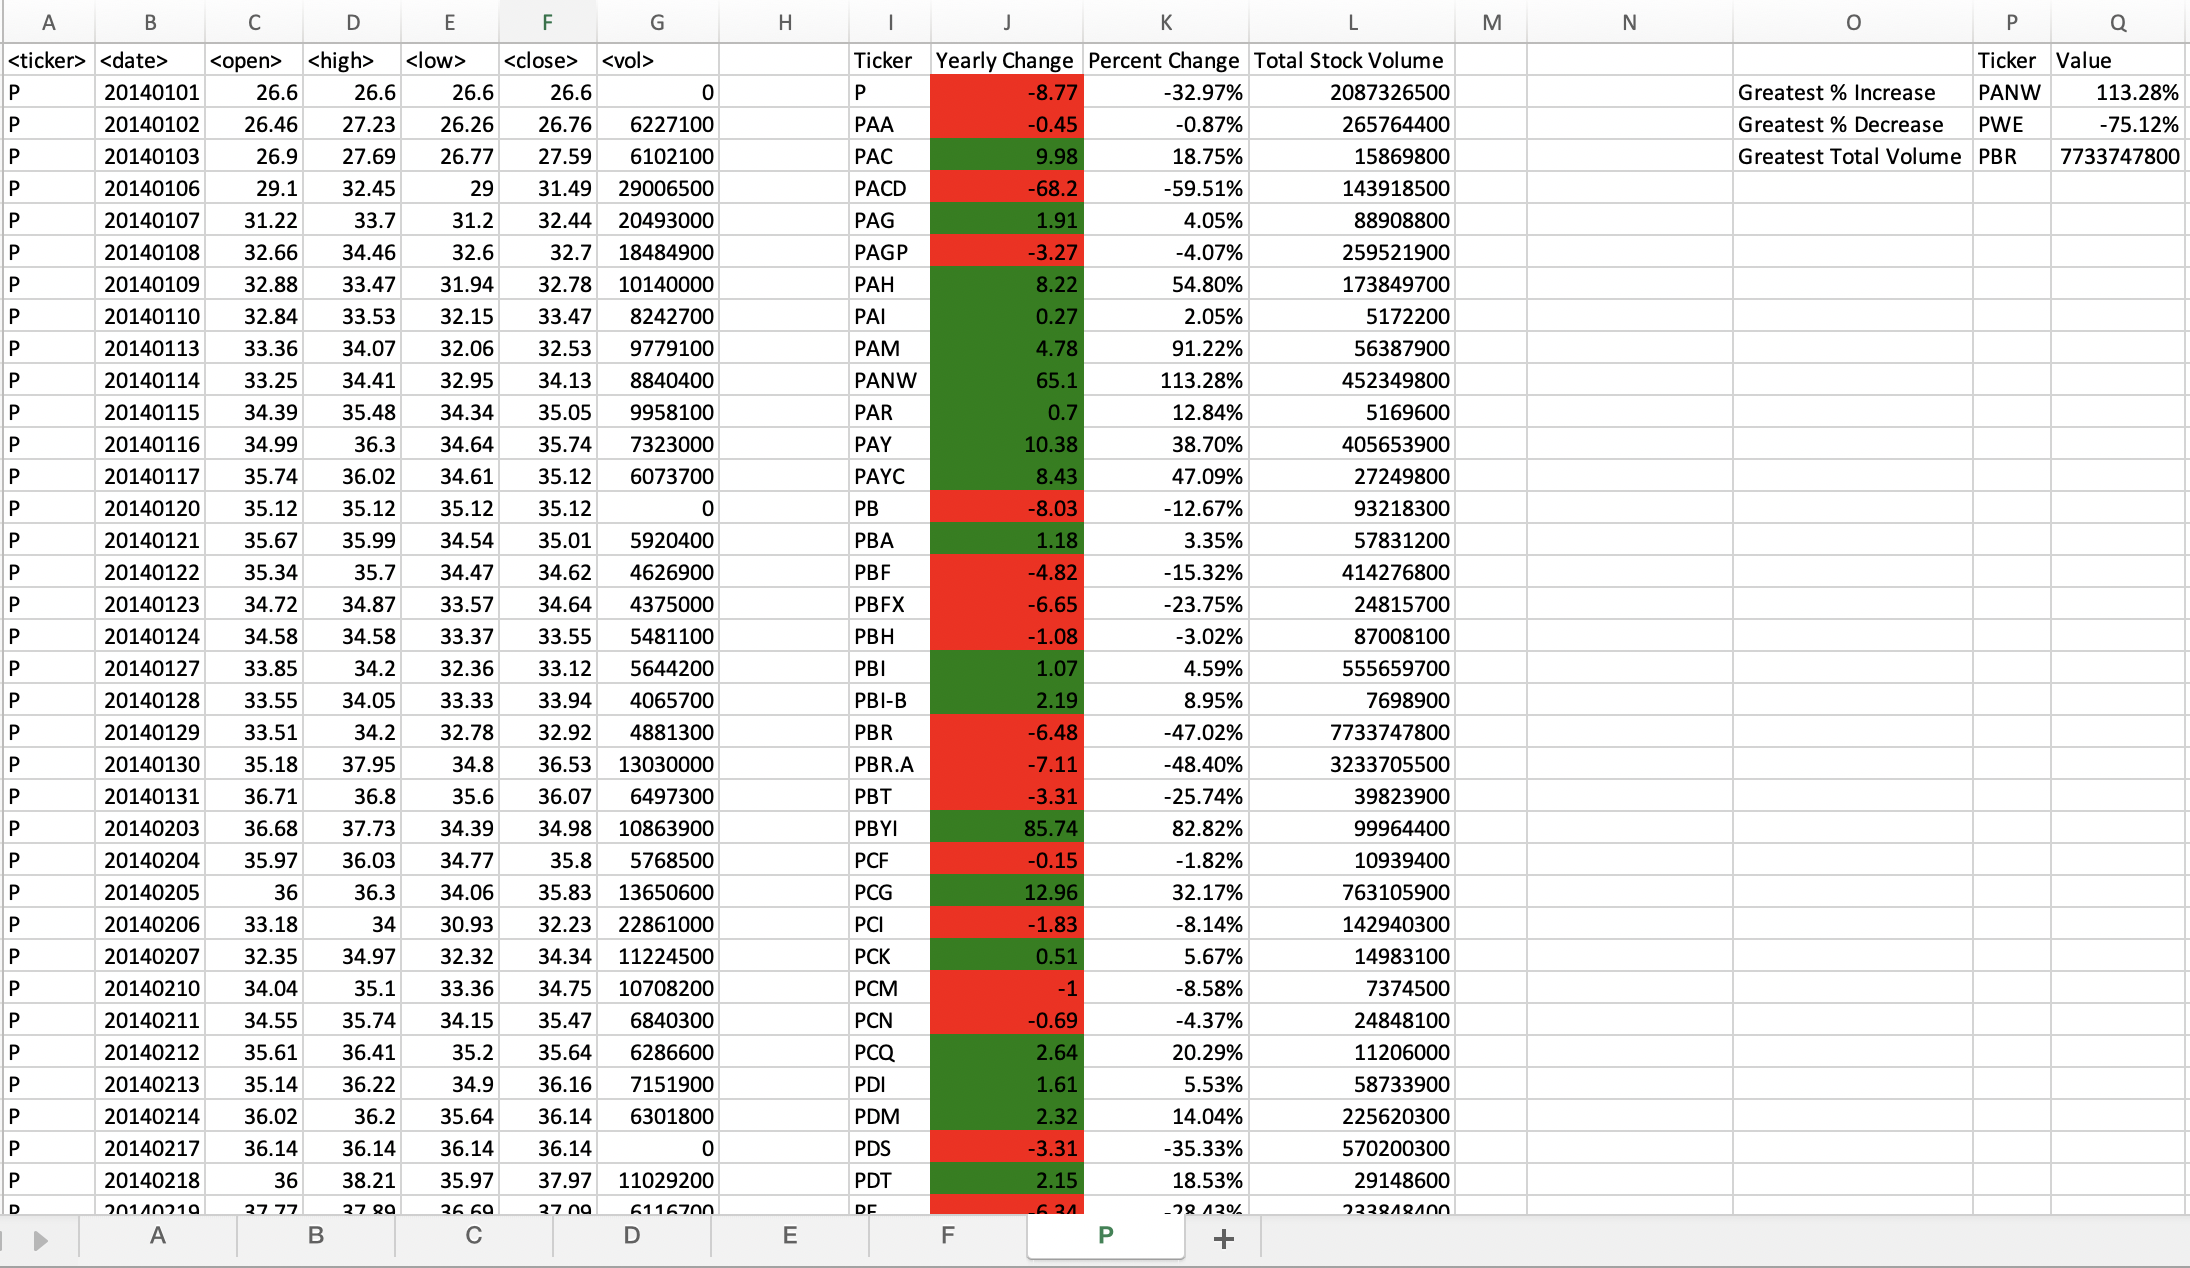 A B C D E F G H I J K L M N O P Q
<ticker> <date> <open> <high> <low> <close> <vol> Ticker Yearly Change Percent Change Total Stock Volume Ticker Value
P 20140101 26.6 26.6 26.6 26.6 0 P -8.77 -32.97% 2087326500 Greatest % Increase PANW 113.28%
P 20140102 26.46 27.23 26.26 26.76 6227100 PAA -0.45 -0.87% 265764400 Greatest % Decrease PWE -75.12%
P 20140103 26.9 27.69 26.77 27.59 6102100 PAC 9.98 18.75% 15869800 Greatest Total Volume PBR 7733747800
P 20140106 29.1 32.45 29 31.49 29006500 PACD -68.2 -59.51% 143918500
P 20140107 31.22 33.7 31.2 32.44 20493000 PAG 1.91 4.05% 88908800
P 20140108 32.66 34.46 32.6 32.7 18484900 PAGP -3.27 -4.07% 259521900
P 20140109 32.88 33.47 31.94 32.78 10140000 PAH 8.22 54.80% 173849700
P 20140110 32.84 33.53 32.15 33.47 8242700 PAI 0.27 2.05% 5172200
P 20140113 33.36 34.07 32.06 32.53 9779100 PAM 4.78 91.22% 56387900
P 20140114 33.25 34.41 32.95 34.13 8840400 PANW 65.1 113.28% 452349800
P 20140115 34.39 35.48 34.34 35.05 9958100 PAR 0.7 12.84% 5169600
P 20140116 34.99 36.3 34.64 35.74 7323000 PAY 10.38 38.70% 405653900
P 20140117 35.74 36.02 34.61 35.12 6073700 PAYC 8.43 47.09% 27249800
P 20140120 35.12 35.12 35.12 35.12 0 PB -8.03 -12.67% 93218300
P 20140121 35.67 35.99 34.54 35.01 5920400 PBA 1.18 3.35% 57831200
P 20140122 35.34 35.7 34.47 34.62 4626900 PBF -4.82 -15.32% 414276800
P 20140123 34.72 34.87 33.57 34.64 4375000 PBFX -6.65 -23.75% 24815700
P 20140124 34.58 34.58 33.37 33.55 5481100 PBH -1.08 -3.02% 87008100
P 20140127 33.85 34.2 32.36 33.12 5644200 PBI 1.07 4.59% 555659700
P 20140128 33.55 34.05 33.33 33.94 4065700 PBI-B 2.19 8.95% 7698900
P 20140129 33.51 34.2 32.78 32.92 4881300 PBR -6.48 -47.02% 7733747800
P 20140130 35.18 37.95 34.8 36.53 13030000 PBR.A -7.11 -48.40% 3233705500
P 20140131 36.71 36.8 35.6 36.07 6497300 PBT -3.31 -25.74% 39823900
P 20140203 36.68 37.73 34.39 34.98 10863900 PBYI 85.74 82.82% 99964400
P 20140204 35.97 36.03 34.77 35.8 5768500 PCF -0.15 -1.82% 10939400
P 20140205 36 36.3 34.06 35.83 13650600 PCG 12.96 32.17% 763105900
P 20140206 33.18 34 30.93 32.23 22861000 PCI -1.83 -8.14% 142940300
P 20140207 32.35 34.97 32.32 34.34 11224500 PCK 0.51 5.67% 14983100
P 20140210 34.04 35.1 33.36 34.75 10708200 PCM -1 -8.58% 7374500
P 20140211 34.55 35.74 34.15 35.47 6840300 PCN -0.69 -4.37% 24848100
P 20140212 35.61 36.41 35.2 35.64 6286600 PCQ 2.64 20.29% 11206000
P 20140213 35.14 36.22 34.9 36.16 7151900 PDI 1.61 5.53% 58733900
P 20140214 36.02 36.2 35.64 36.14 6301800 PDM 2.32 14.04% 225620300
P 20140217 36.14 36.14 36.14 36.14 0 PDS -3.31 -35.33% 570200300
P 20140218 36 38.21 35.97 37.97 11029200 PDT 2.15 18.53% 29148600
P 20140219 37.77 37.89 36.69 37.09 6116700 -6.34 -28.43% 233848400
A B C D E F P +